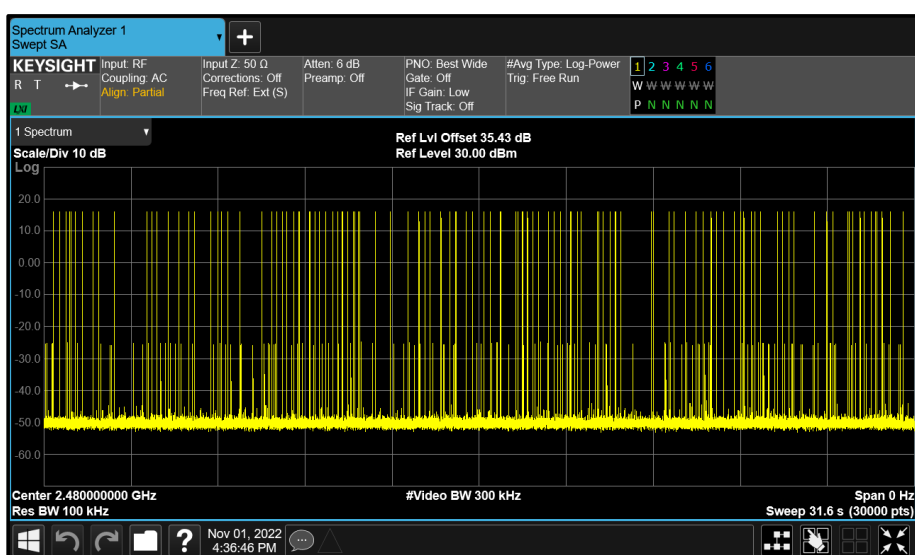 Spectrum Analyzer 1
Swept SA
KEYSIGHT
R T
LXI
Input: RF
Coupling: AC
Align: Partial
Input Z: 50 Ω
Corrections: Off
Freq Ref: Ext (S)
Atten: 6 dB
Preamp: Off
PNO: Best Wide
Gate: Off
IF Gain: Low
Sig Track: Off
#Avg Type: Log-Power
Trig: Free Run
1 2 3 4 5 6
W W W W W W
P N N N N N
1 Spectrum
Scale/Div 10 dB
Log
Ref Lvl Offset 35.43 dB
Ref Level 30.00 dBm
20.0
10.0
0.00
-10.0
-20.0
-30.0
-40.0
-50.0
-60.0
Center 2.480000000 GHz
Res BW 100 kHz
#Video BW 300 kHz
Span 0 Hz
Sweep 31.6 s (30000 pts)
?
Nov 01, 2022
4:36:46 PM